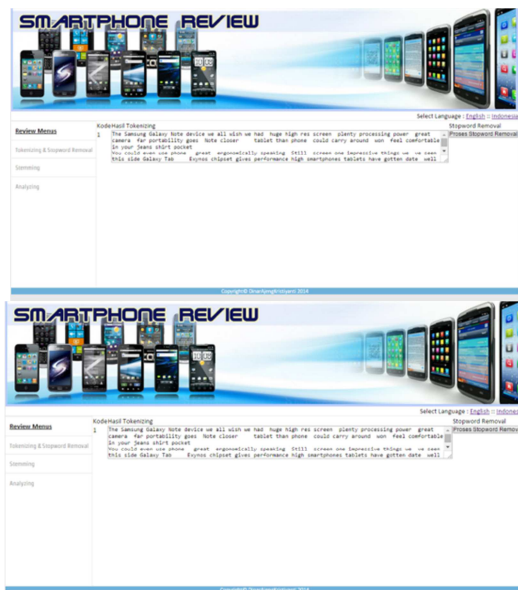 SMARTPHONE REVIEW
Select Language : English :: Indonesia
Review Menus
Tokenizing & Stopword Removal
Stemming
Analyzing
Kode Hasil Tokenizing
Stopword Removal
1
The Samsung Galaxy Note device we all wish we had huge high res screen plenty processing power great
camera far portability goes Note closer tablet than phone could carry around won feel comfortable
in your jeans shirt pocket
You could even use phone great ergonomically speaking Still screen one impressive things we ve seen
this side Galaxy Tab Exynos chipset gives performance High smartphones tablets have gotten date well
Proses Stopword Removal
Copyright© 2014
SMARTPHONE REVIEW
Select Language : English :: Indones
Review Menus
Tokenizing & Stopword Removal
Stemming
Analyzing
Kode Hasil Tokenizing
Stopword Removal
1
The Samsung Galaxy Note device we all wish we had huge high res screen plenty processing power great
camera far portability goes Note closer tablet than phone could carry around won feel comfortable
in your jeans shirt pocket
You could even use phone great ergonomically speaking Still screen one impressive things we ve seen
this side Galaxy Tab Exynos chipset gives performance High smartphones tablets have gotten date well
Proses Stopword Remov